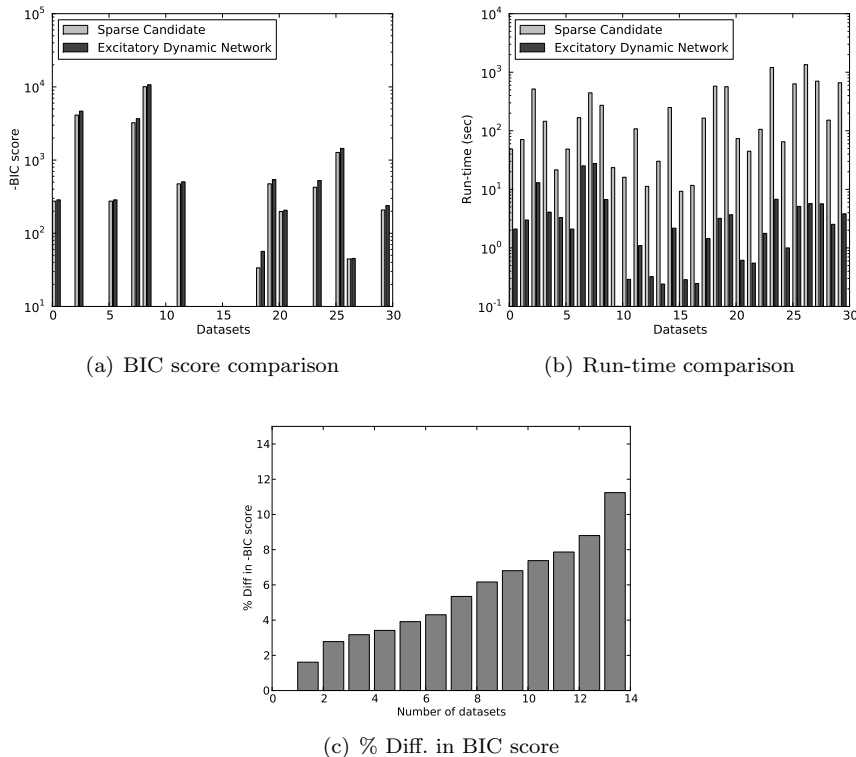 10^5
10^4
10^3
10^2
10^1
-BIC score
Sparse Candidate
Excitatory Dynamic Network
0 5 10 15 20 25 30
Datasets
(a) BIC score comparison
10^4
10^3
10^2
10^1
10^0
10^-1
Run-time (sec)
Sparse Candidate
Excitatory Dynamic Network
0 5 10 15 20 25 30
Datasets
(b) Run-time comparison
14
12
10
8
6
4
2
0
% Diff in -BIC score
0 2 4 6 8 10 12 14
Number of datasets
(c) % Diff. in BIC score